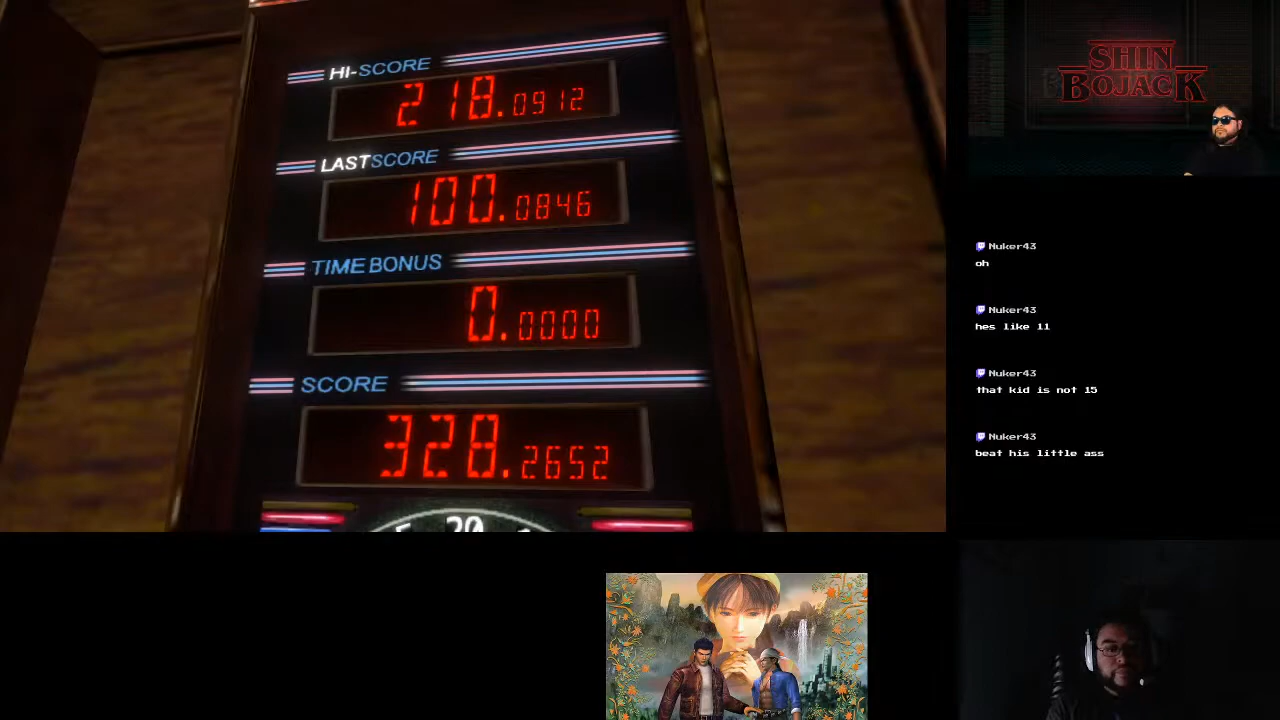 HI-SCORE
218.0912
LAST SCORE
100.0846
TIME BONUS
0.0000
SCORE
328.2652
20
SHIN
BOJACK
Nuker43
oh
Nuker43
hes like 11
Nuker43
that kid is not 15
Nuker43
beat his little ass